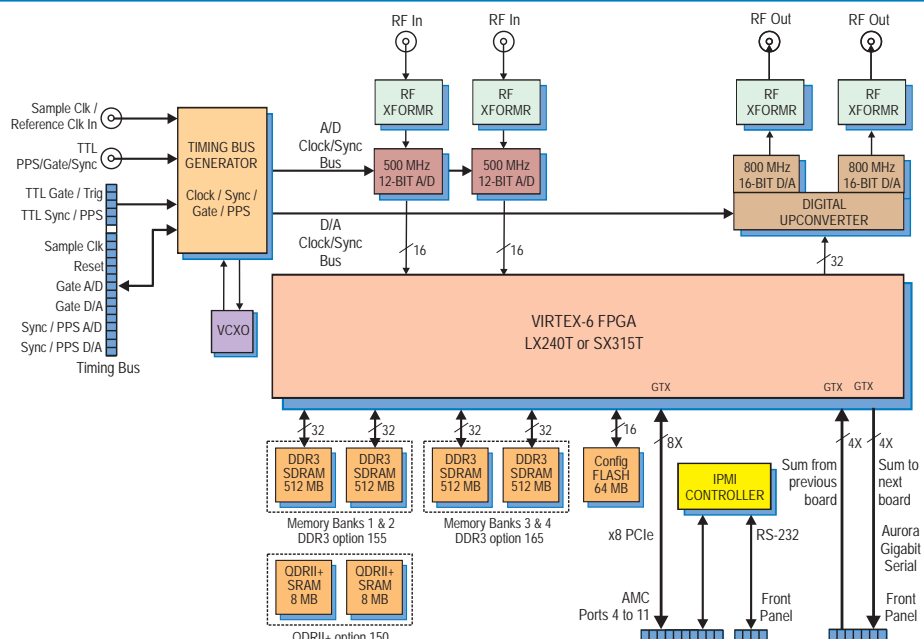 RF In
RF In
RF Out
RF Out
Sample Clk /
Reference Clk In
TTL
PPS/Gate/Sync
TTL Gate / Trig
TTL Sync / PPS
Sample Clk
Reset
Gate A/D
Gate D/A
Sync / PPS A/D
Sync / PPS D/A
Timing Bus
TIMING BUS
GENERATOR
Clock / Sync /
Gate / PPS
VCXO
A/D
Clock/Sync
Bus
D/A
Clock/Sync
Bus
RF
XFORMR
RF
XFORMR
500 MHz
12-BIT A/D
500 MHz
12-BIT A/D
16
16
RF
XFORMR
RF
XFORMR
800 MHz
16-BIT D/A
800 MHz
16-BIT D/A
DIGITAL
UPCONVERTER
32
VIRTEX-6 FPGA
LX240T or SX315T
GTX
GTX
GTX
32
32
32
32
16
8X
4X
4X
DDR3
SDRAM
512 MB
DDR3
SDRAM
512 MB
Memory Banks 1 & 2
DDR3 option 155
DDR3
SDRAM
512 MB
DDR3
SDRAM
512 MB
Memory Banks 3 & 4
DDR3 option 165
Config
FLASH
64 MB
IPMI
CONTROLLER
Sum from
previous
board
Sum to
next
board
x8 PCIe
RS-232
Aurora
Gigabit
Serial
QDRII+
SRAM
8 MB
QDRII+
SRAM
8 MB
QDRII+ option 150
AMC
Ports 4 to 11
Front
Panel
Front
Panel